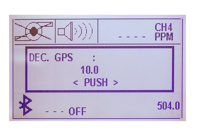 CH4
---- PPM
DEC. GPS :
10.0
< PUSH >
---OFF
504.0